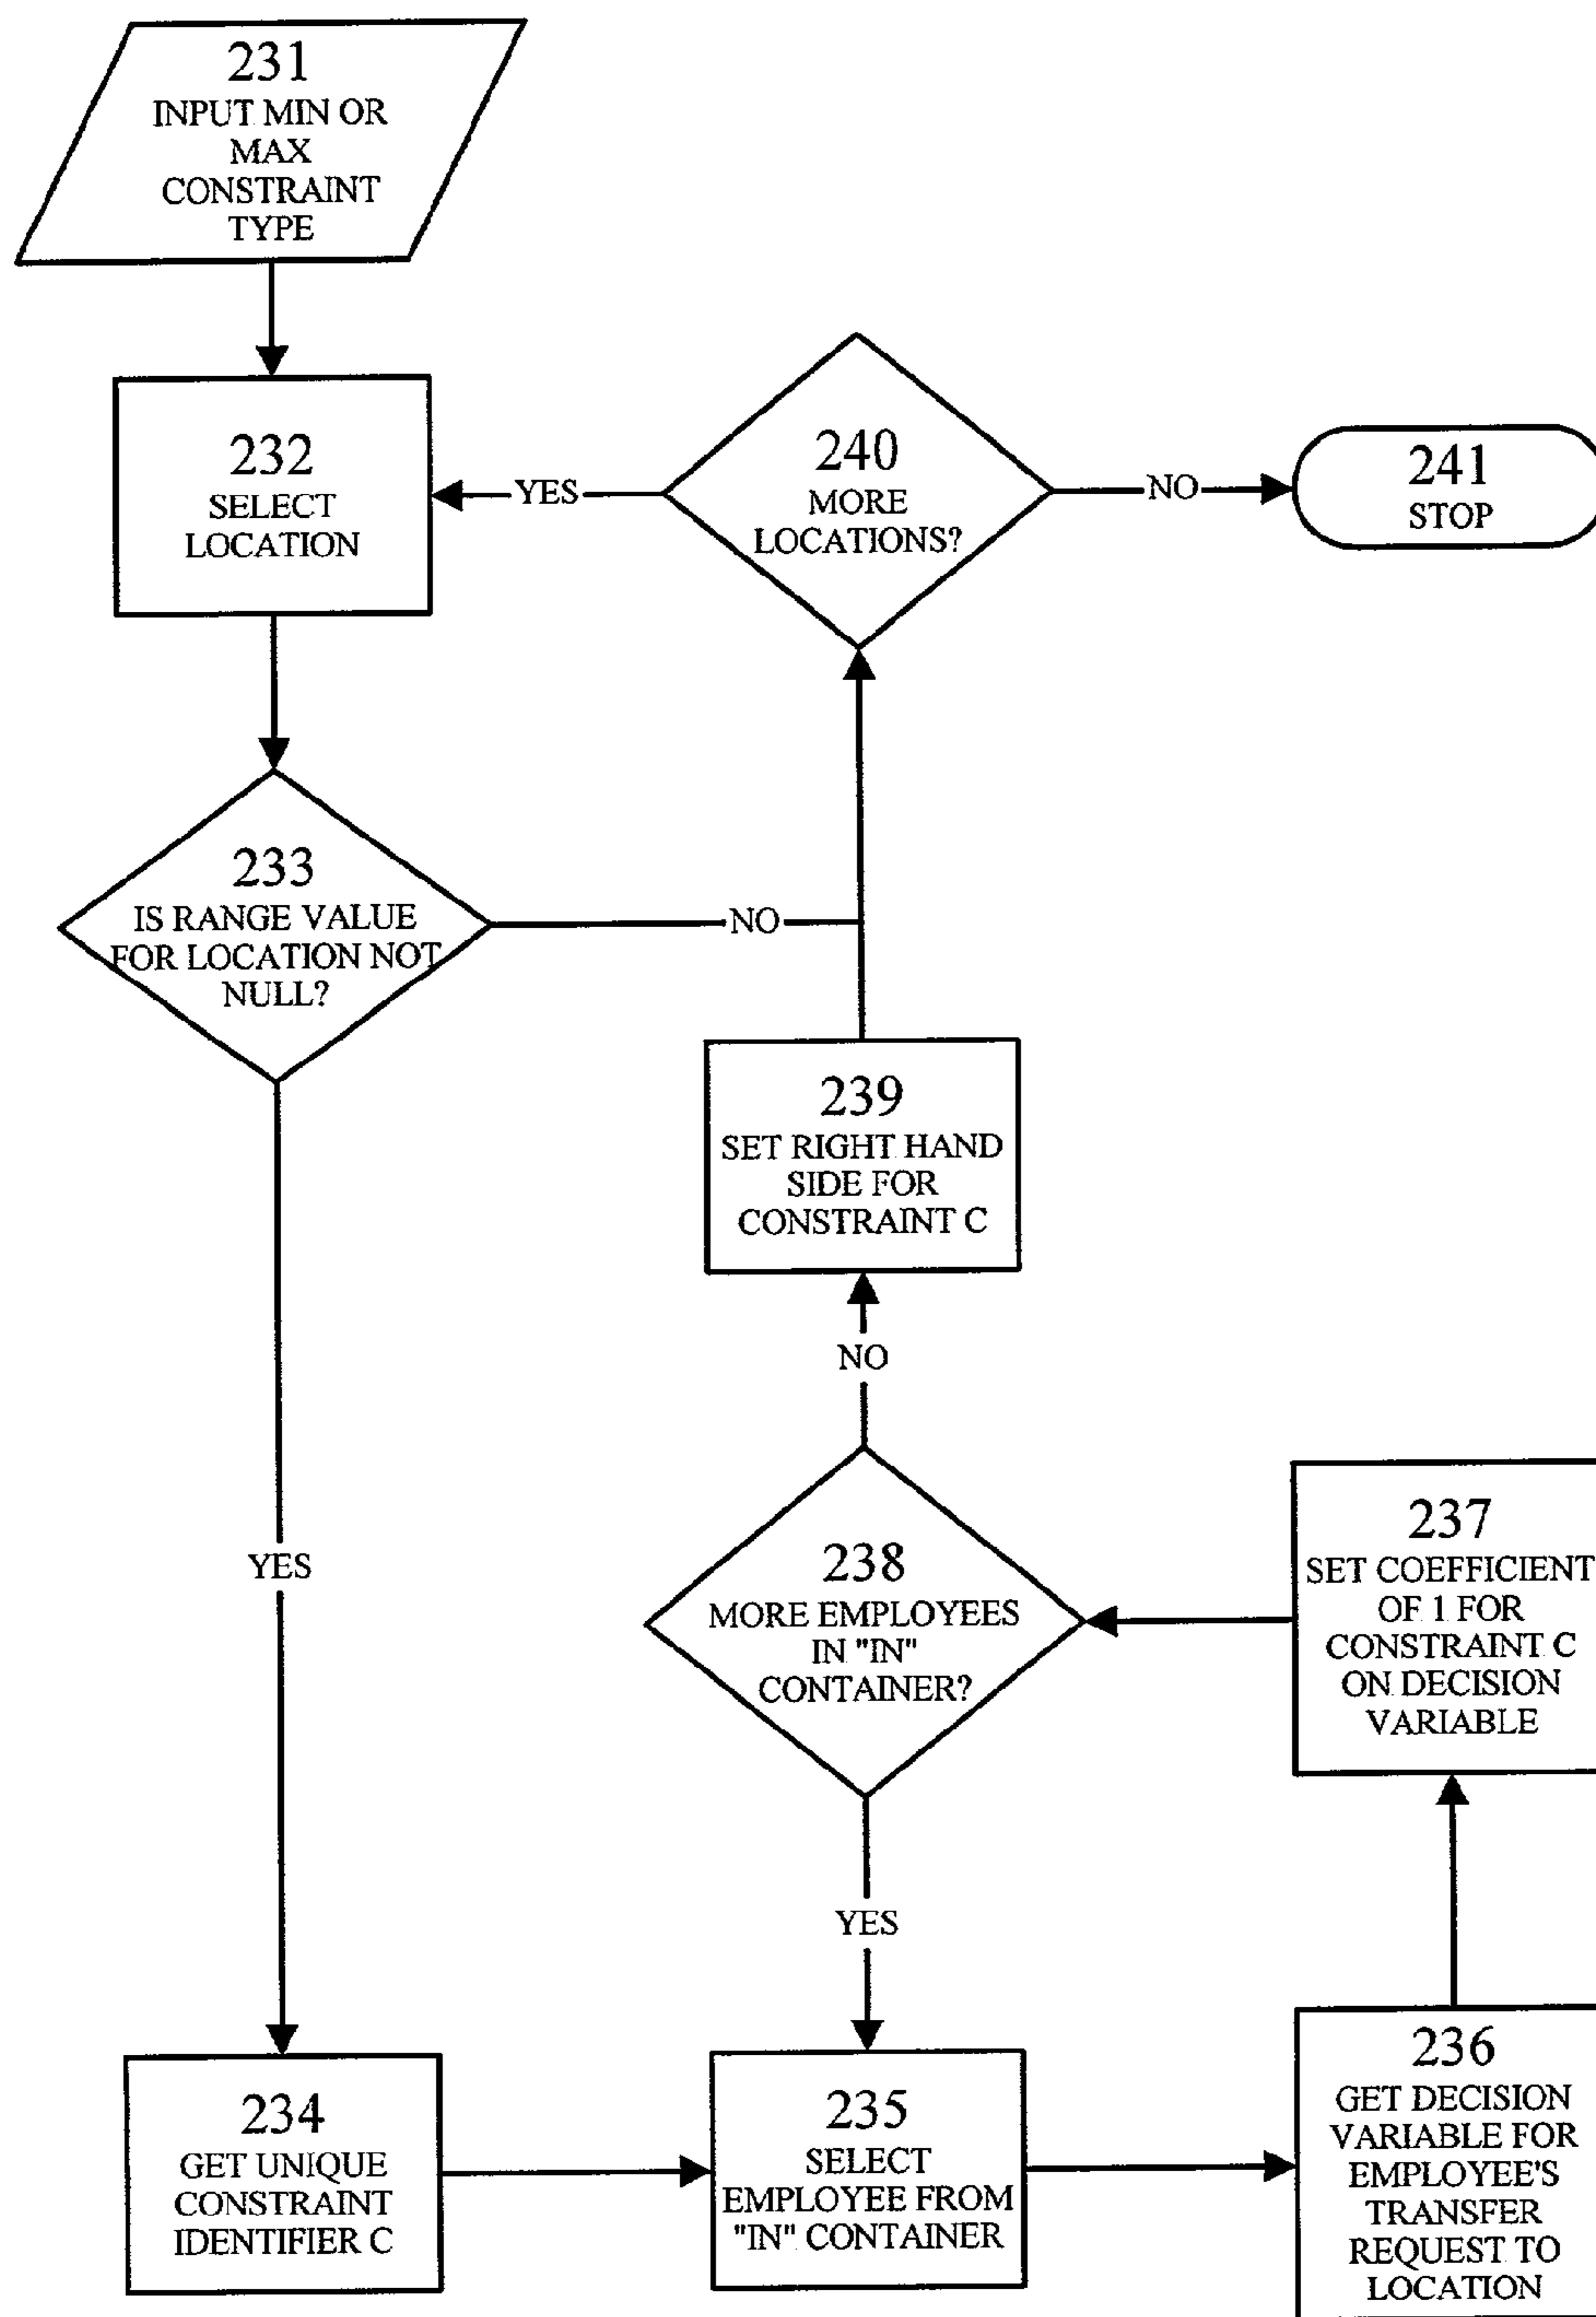 231
INPUT MIN OR
MAX
CONSTRAINT
TYPE
232
SELECT
LOCATION
YES
240
MORE
LOCATIONS?
NO
241
STOP
233
IS RANGE VALUE
FOR LOCATION NOT
NULL?
NO
239
SET RIGHT HAND
SIDE FOR
CONSTRAINT C
NO
YES
238
MORE EMPLOYEES
IN "IN"
CONTAINER?
237
SET COEFFICIENT
OF 1 FOR
CONSTRAINT C
ON DECISION
VARIABLE
YES
234
GET UNIQUE
CONSTRAINT
IDENTIFIER C
235
SELECT
EMPLOYEE FROM
"IN" CONTAINER
236
GET DECISION
VARIABLE FOR
EMPLOYEE'S
TRANSFER
REQUEST TO
LOCATION